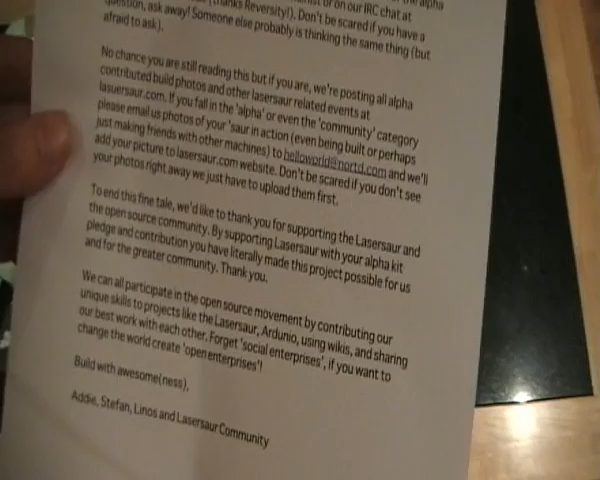 the alpha
(thanks Reversity!). Don't be scared if you have a
question, ask away! Someone else probably is thinking the same thing (but
afraid to ask).
No chance you are still reading this but if you are, we're posting all alpha
contributed build photos and other lasersaur related events at
lasuersaur.com. If you fall in the 'alpha' or even the 'community' category
please email us photos of your 'saur in action (even being built or perhaps
just making friends with other machines) to helloworld@nortd.com and we'll
add your picture to lasersaur.com website. Don't be scared if you don't see
your photos right away we just have to upload them first.
To end this fine tale, we'd like to thank you for supporting the Lasersaur and
the open source community. By supporting Lasersaur with your alpha kit
pledge and contribution you have literally made this project possible for us
and for the greater community. Thank you.
We can all participate in the open source movement by contributing our
unique skills to projects like the Lasersaur, Ardunio, using wikis, and sharing
our best work with each other. Forget 'social enterprises', if you want to
change the world create 'open enterprises'!
Build with awesome(ness),
Addie, Stefan, Linos and Lasersaur Community